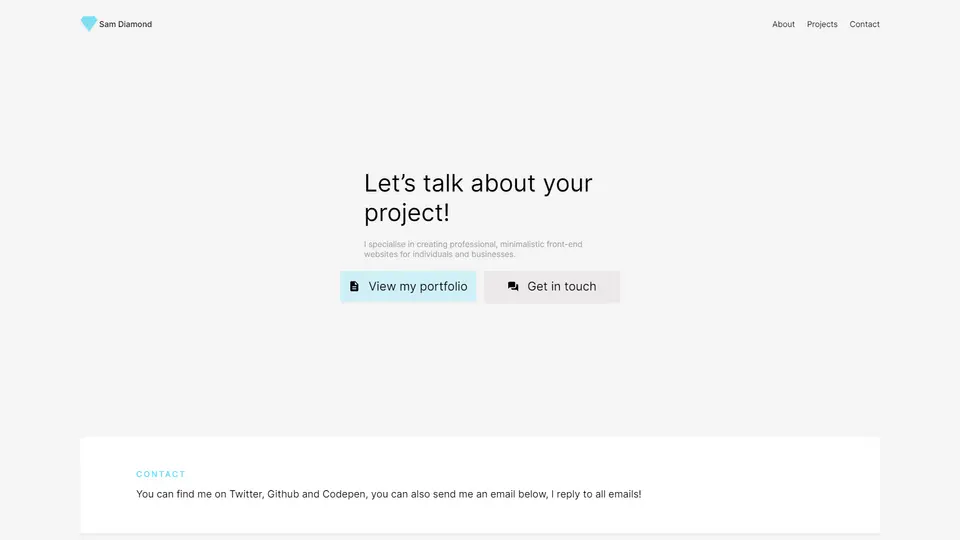 Sam Diamond
About Projects Contact
Let’s talk about your
project!
I specialise in creating professional, minimalistic front-end
websites for individuals and businesses.
View my portfolio
Get in touch
CONTACT
You can find me on Twitter, Github and Codepen, you can also send me an email below, I reply to all emails!